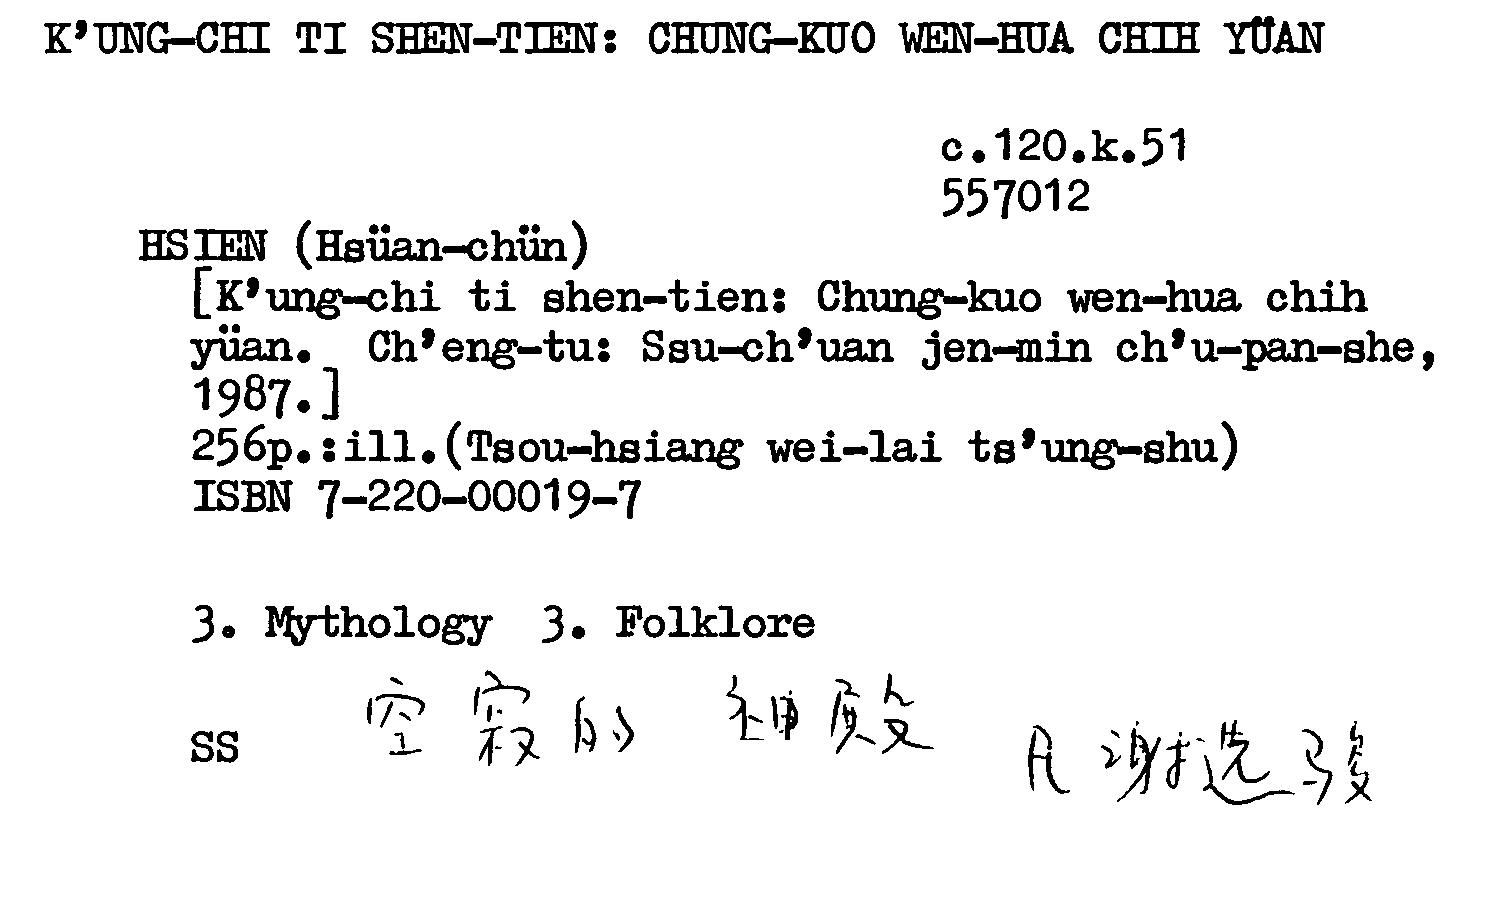 K'UNG-CHI TI SHEN-TIEN: CHUNG-KUO WEN-HUA CHIH YÜAN
c.120.k.51
557012
HSIEN (Hsüan-chün)
[K'ung-chi ti shen-tien: Chung-kuo wen-hua chih
yüan. Ch'eng-tu: Ssu-ch'uan jen-min ch'u-pan-she,
1987.]
256p.:ill.(Tsou-hsiang wei-lai ts'ung-shu)
ISBN 7-220-00019-7
3. Mythology 3. Folklore
空寂的 神殿
SS
谢选骏